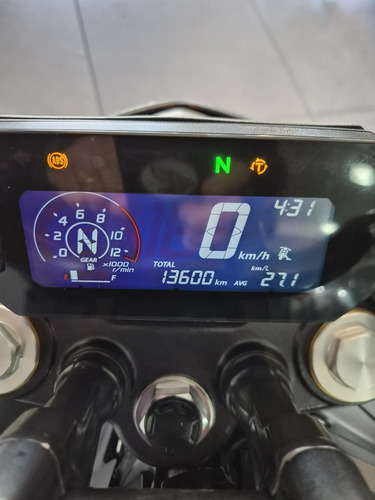 ABS N T
4:31
4 6 8
2 N 10
0 GEAR 12
x1000
r/min
0 km/h
E F
TOTAL 13600 km
km/L
AVG 27.1